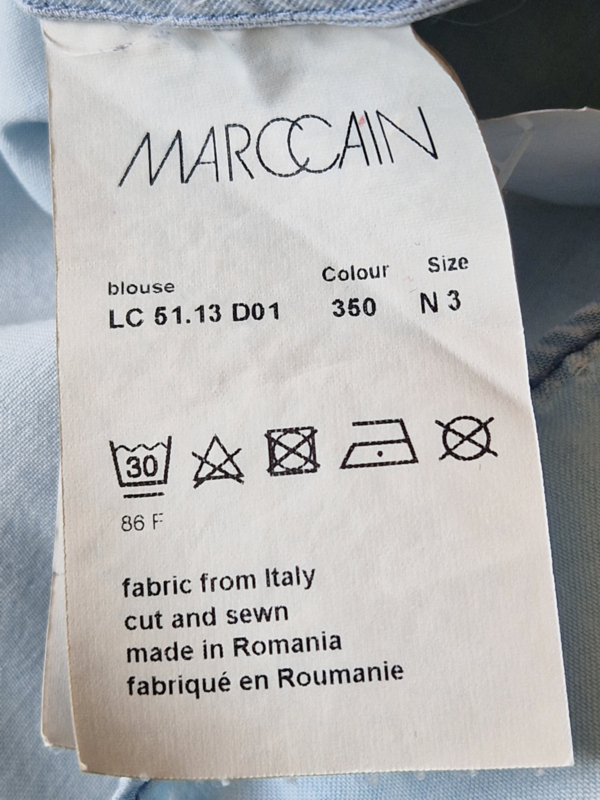 MARCCAIN
blouse Colour Size
LC 51.13 D01 350 N 3
30
86 F
fabric from Italy
cut and sewn
made in Romania
fabriqué en Roumanie